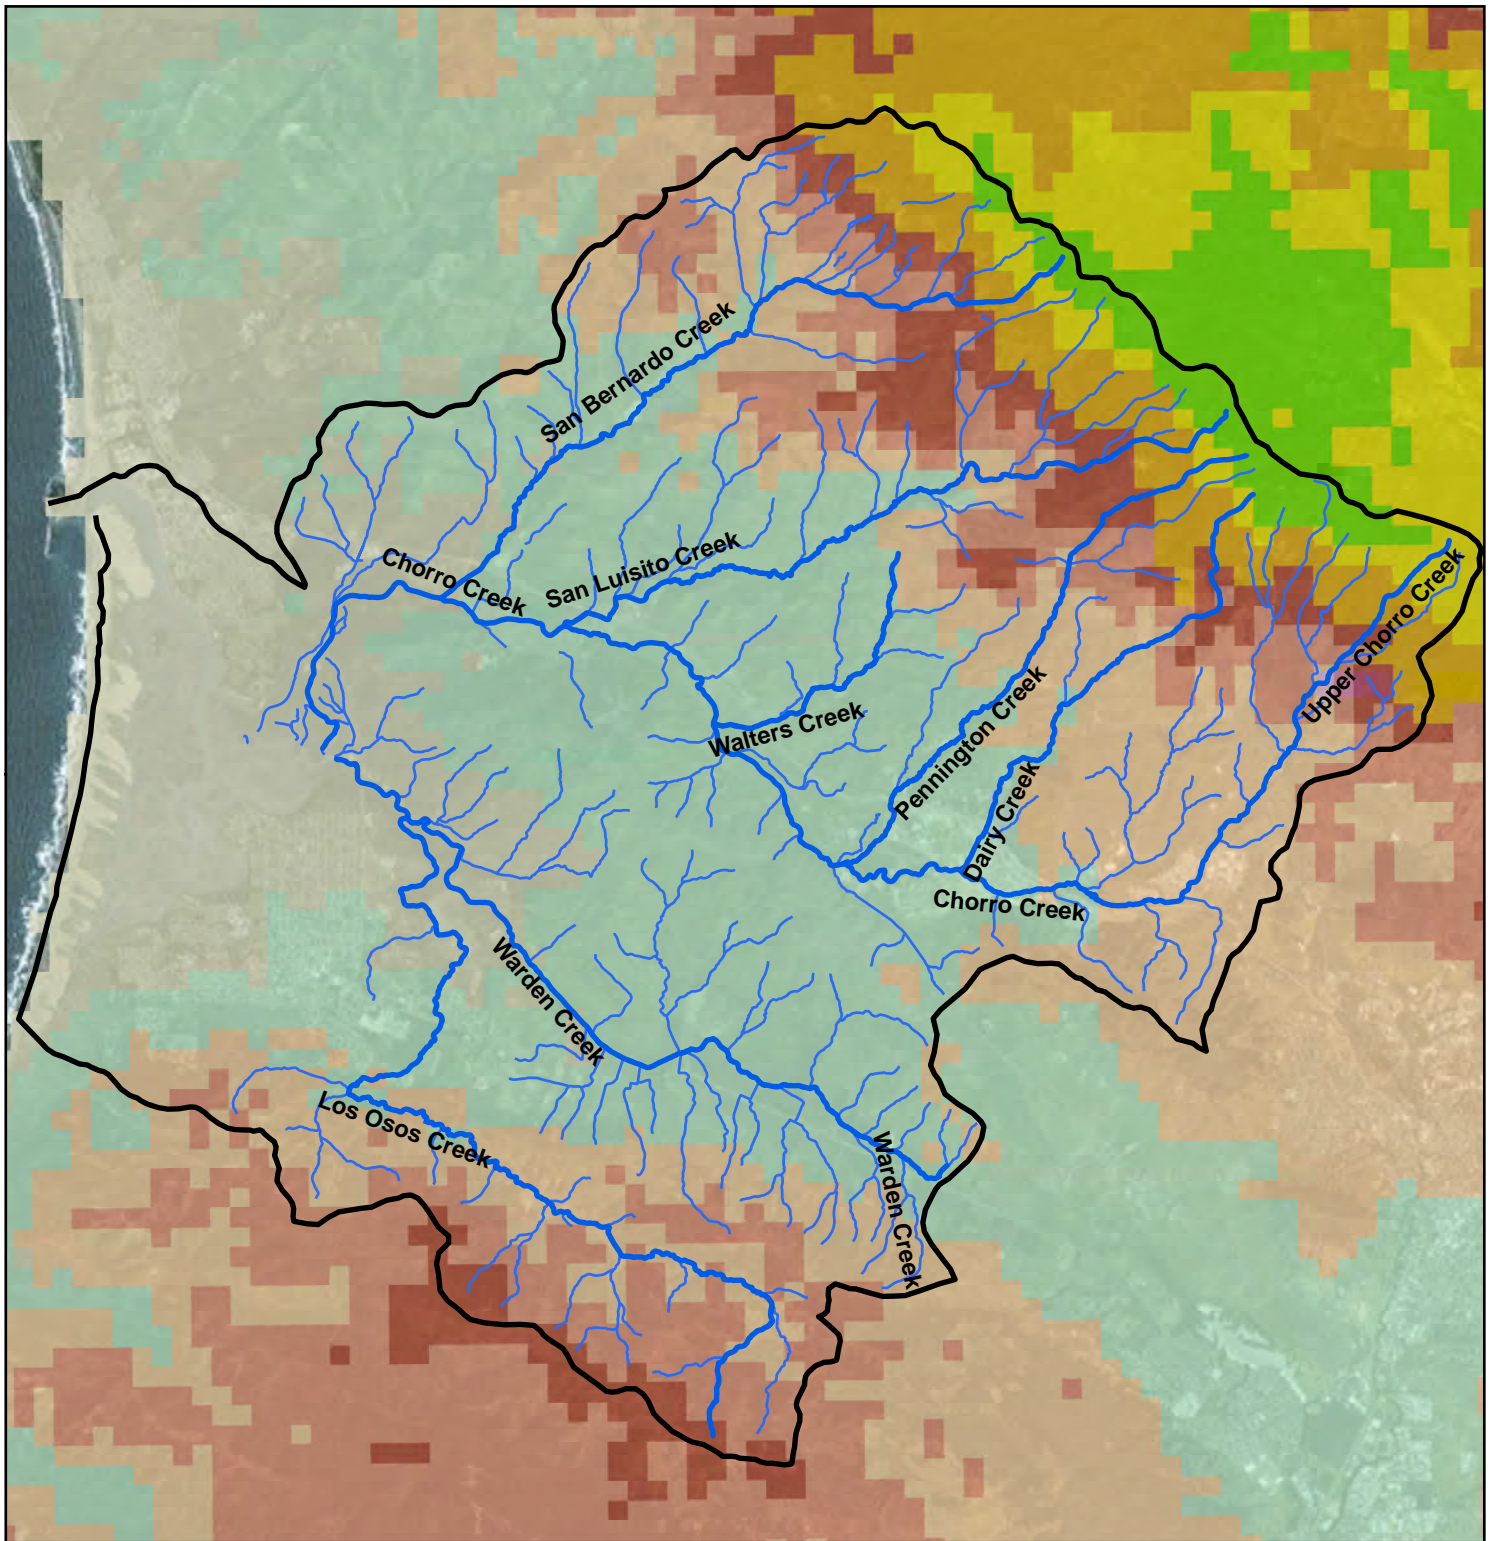 San Bernardo Creek
Chorro Creek
San Luisito Creek
Upper Chorro Creek
Walters Creek
Pennington Creek
Dairy Creek
Chorro Creek
Warden Creek
Los Osos Creek
Warden Creek